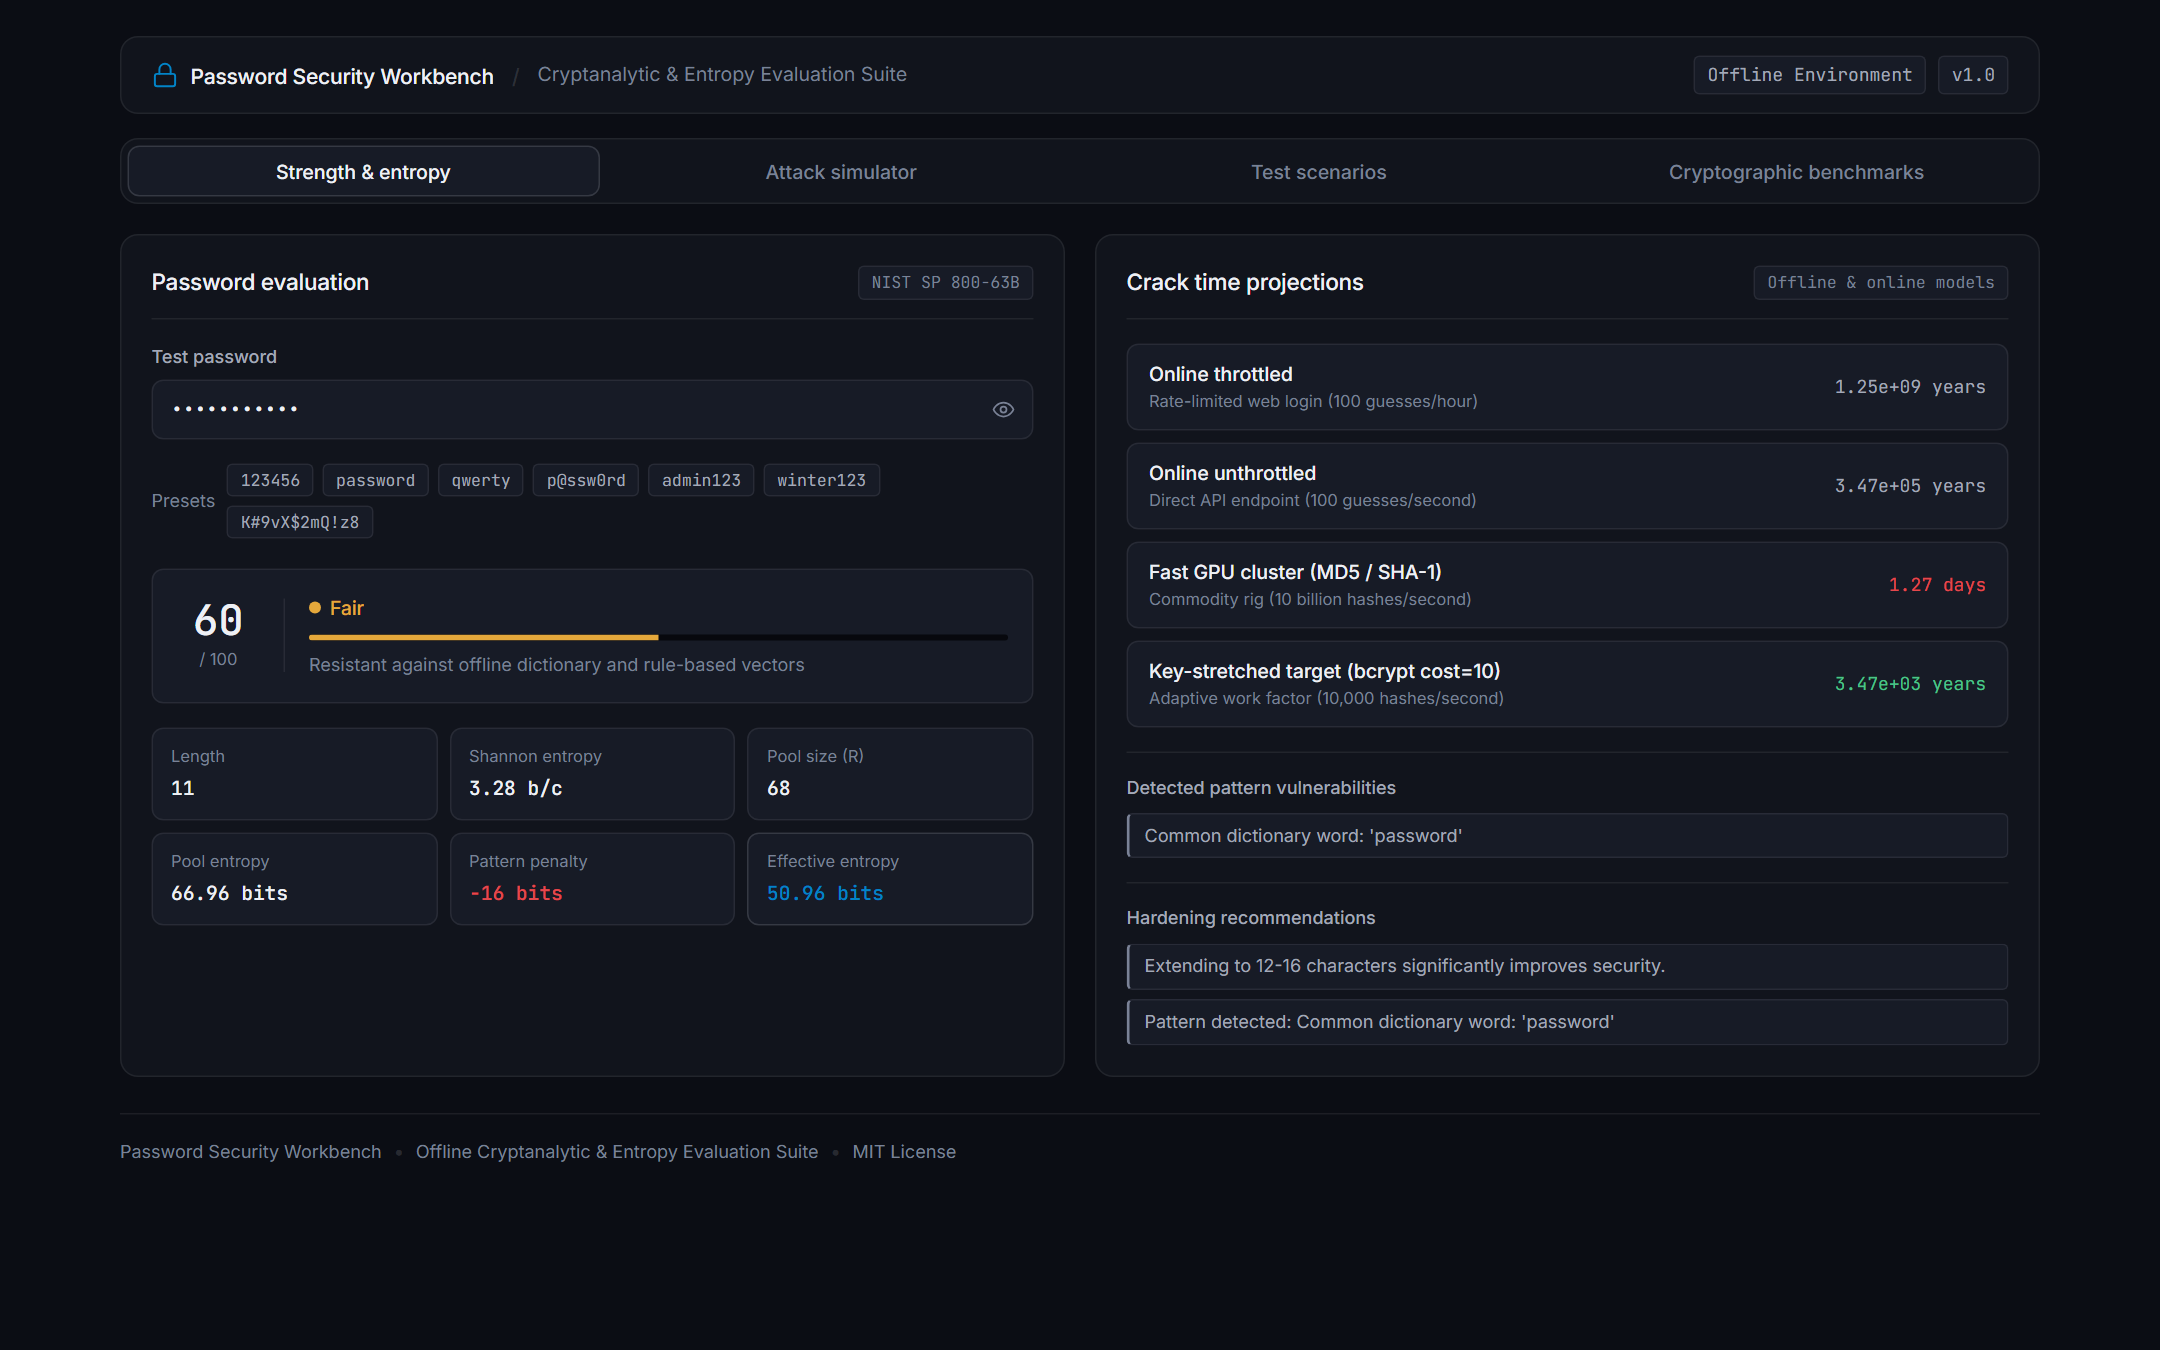 Password Security Workbench / Cryptanalytic & Entropy Evaluation Suite
Offline Environment
v1.0
Strength & entropy
Attack simulator
Test scenarios
Cryptographic benchmarks
Password evaluation
NIST SP 800-63B
Test password
•••••••••••
Presets
123456
password
qwerty
p@ssw0rd
admin123
winter123
K#9vX$2mQ!z8
60
/ 100
Fair
Resistant against offline dictionary and rule-based vectors
Length
11
Shannon entropy
3.28 b/c
Pool size (R)
68
Pool entropy
66.96 bits
Pattern penalty
-16 bits
Effective entropy
50.96 bits
Crack time projections
Offline & online models
Online throttled
Rate-limited web login (100 guesses/hour)
1.25e+09 years
Online unthrottled
Direct API endpoint (100 guesses/second)
3.47e+05 years
Fast GPU cluster (MD5 / SHA-1)
Commodity rig (10 billion hashes/second)
1.27 days
Key-stretched target (bcrypt cost=10)
Adaptive work factor (10,000 hashes/second)
3.47e+03 years
Detected pattern vulnerabilities
Common dictionary word: 'password'
Hardening recommendations
Extending to 12-16 characters significantly improves security.
Pattern detected: Common dictionary word: 'password'
Password Security Workbench • Offline Cryptanalytic & Entropy Evaluation Suite • MIT License